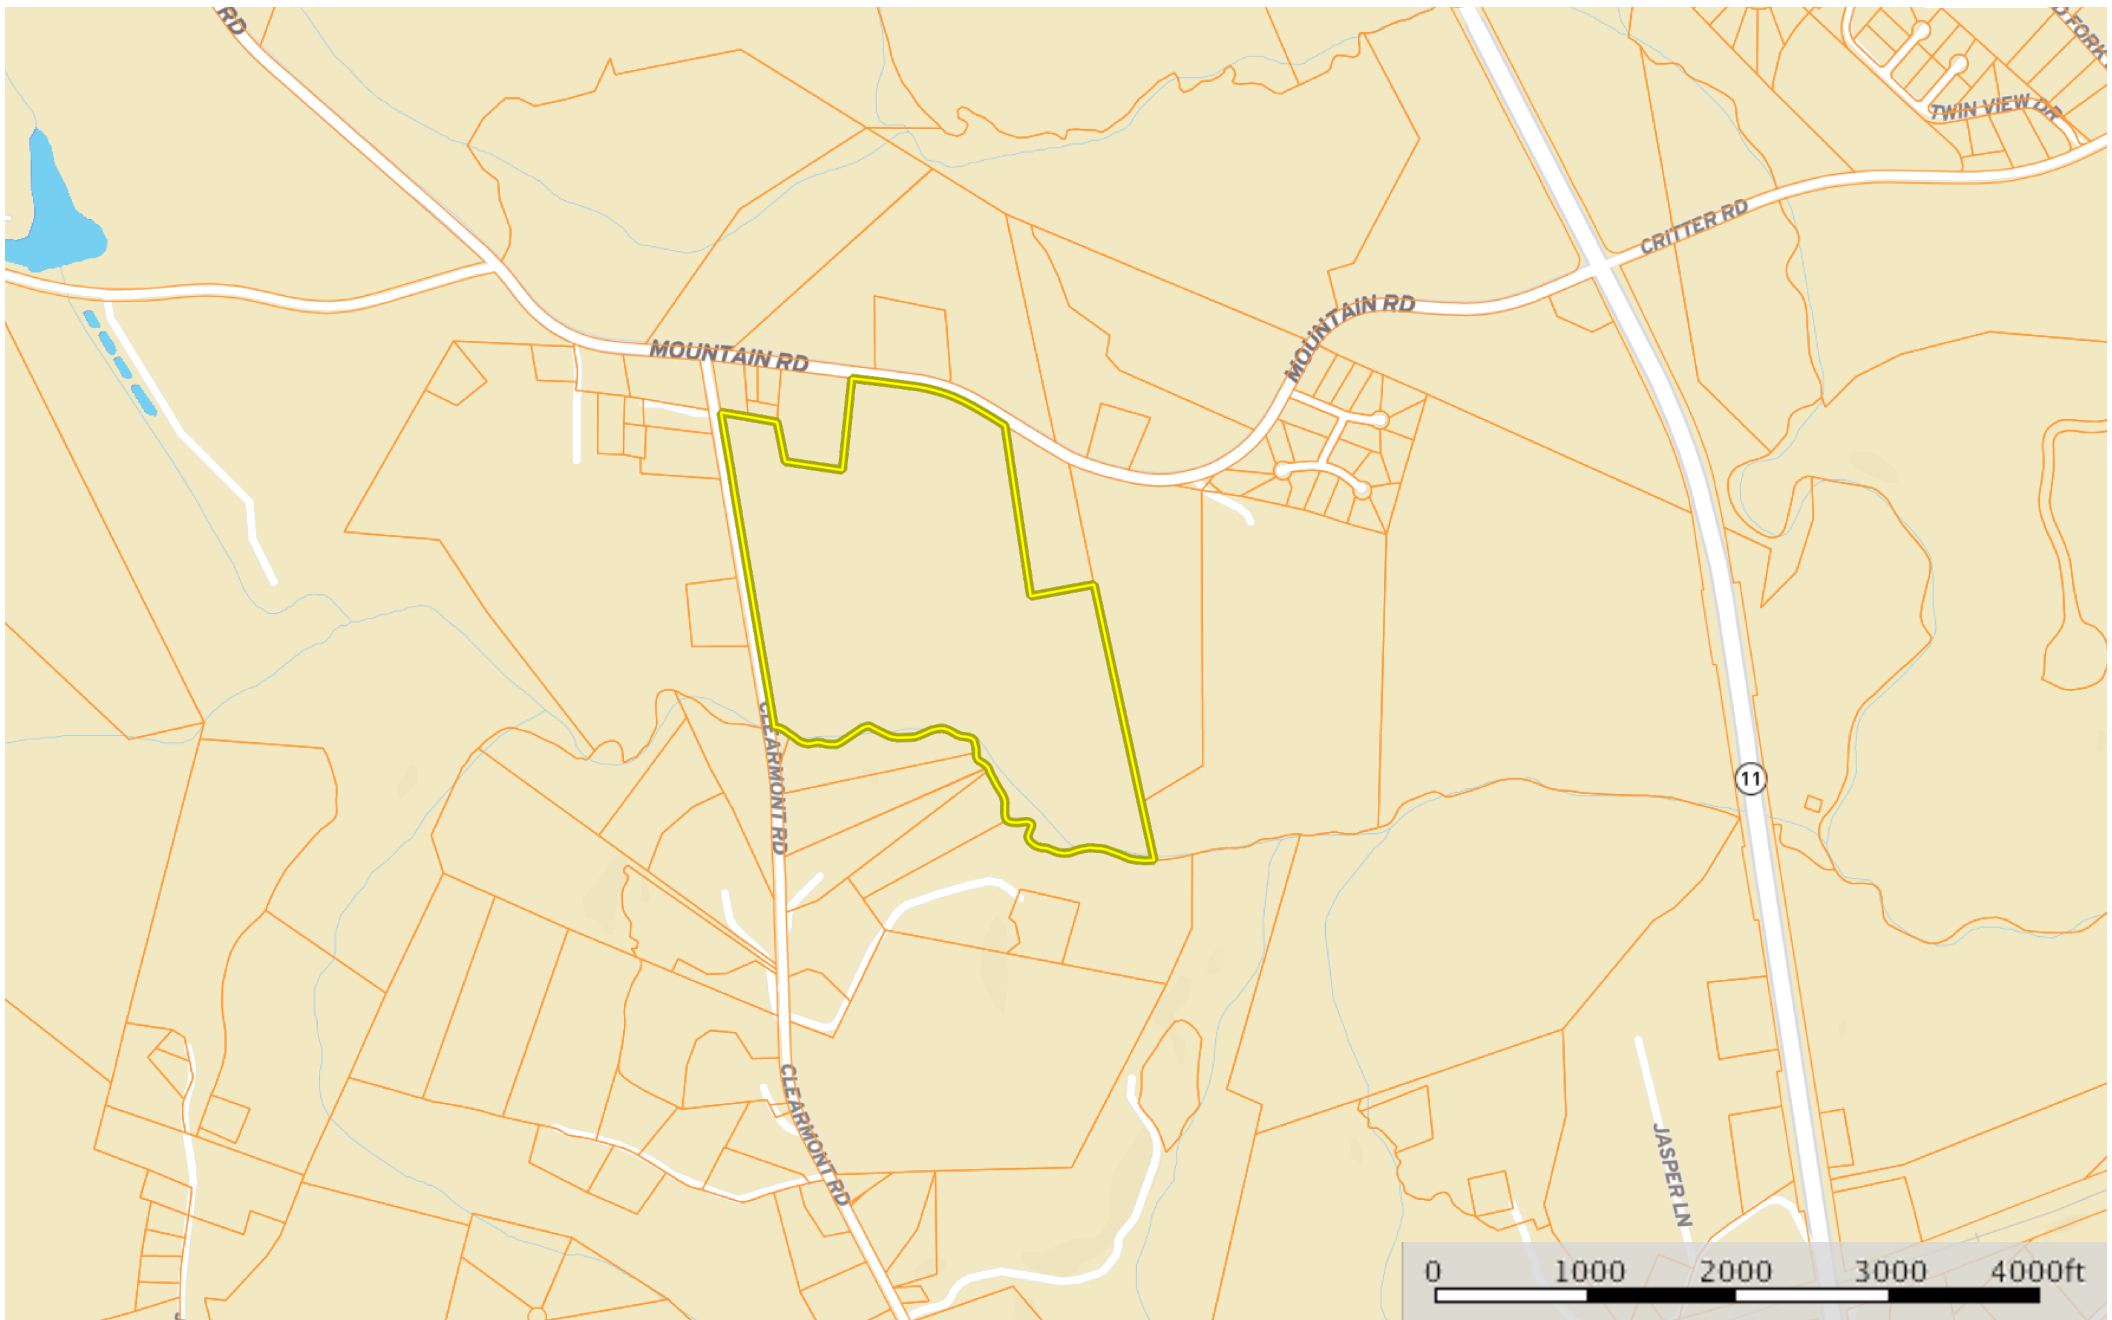 RD
D FORK
TWIN VIEW DR
CRITTER RD
MOUNTAIN RD
MOUNTAIN RD
CLEARMONT RD
11
CLEARMONT RD
JASPER LN
0 1000 2000 3000 4000ft